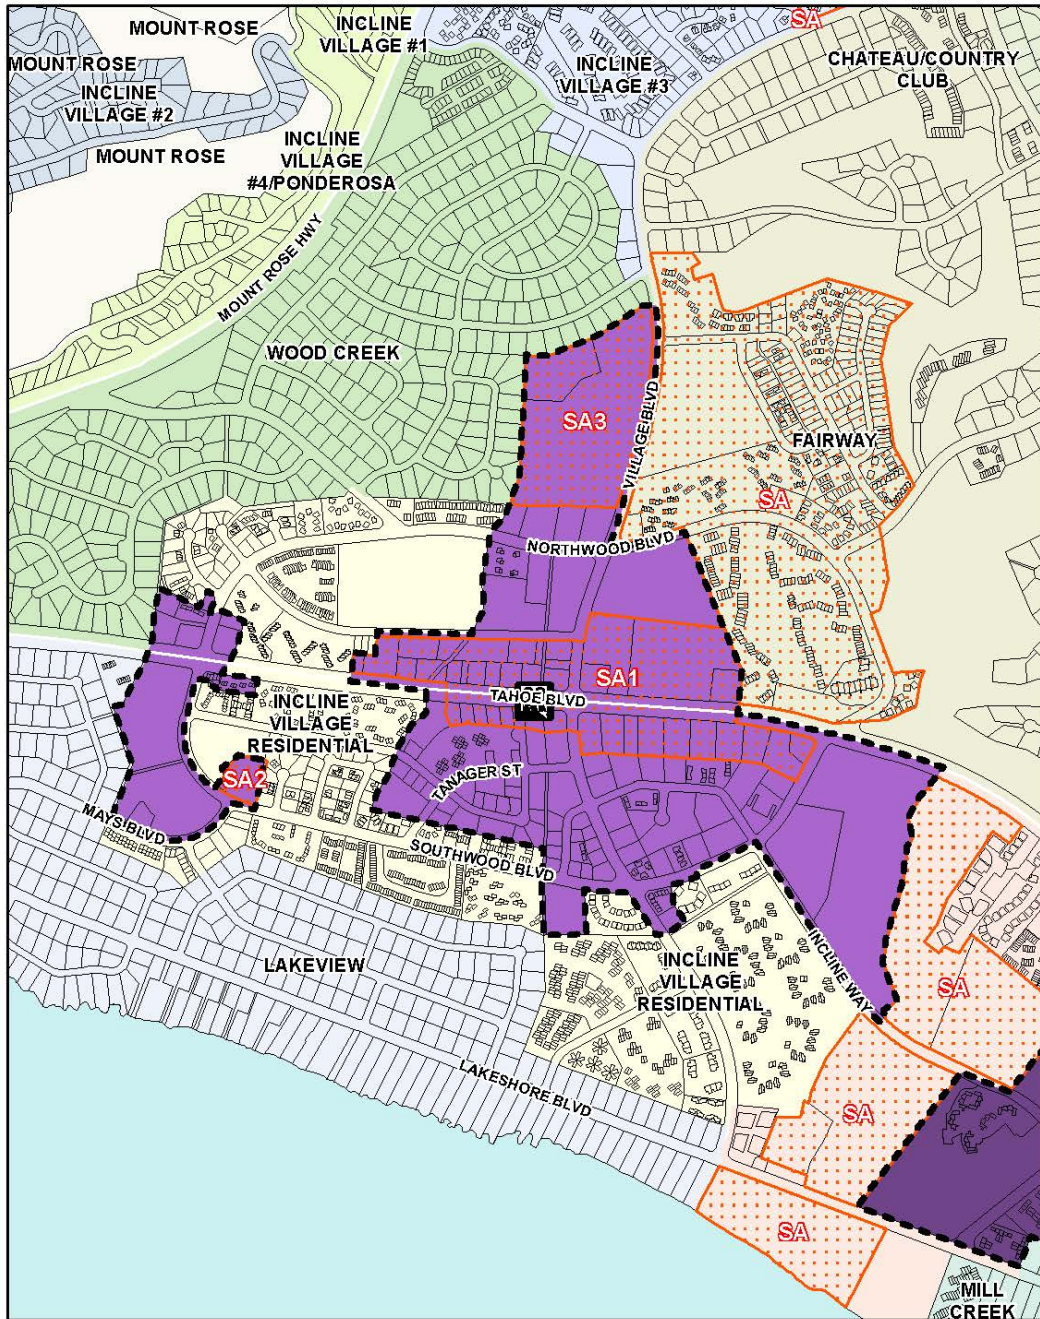 SA
MOUNT ROSE
INCLINE
VILLAGE #1
MOUNT ROSE
INCLINE
VILLAGE #2
INCLINE
VILLAGE #3
CHATEAU/COUNTRY
CLUB
MOUNT ROSE
INCLINE
VILLAGE
#4/PONDEROSA
MOUNT ROSE HWY
WOOD CREEK
SA3
VILLAGE BLVD
FAIRWAY
SA
NORTHWOOD BLVD
SA1
TAHOE BLVD
INCLINE
VILLAGE
RESIDENTIAL
SA2
TANAGER ST
MAYS BLVD
SOUTHWOOD BLVD
LAKEVIEW
INCLINE
VILLAGE
RESIDENTIAL
INCLINE WAY
SA
LAKESHORE BLVD
SA
SA
MILL
CREEK